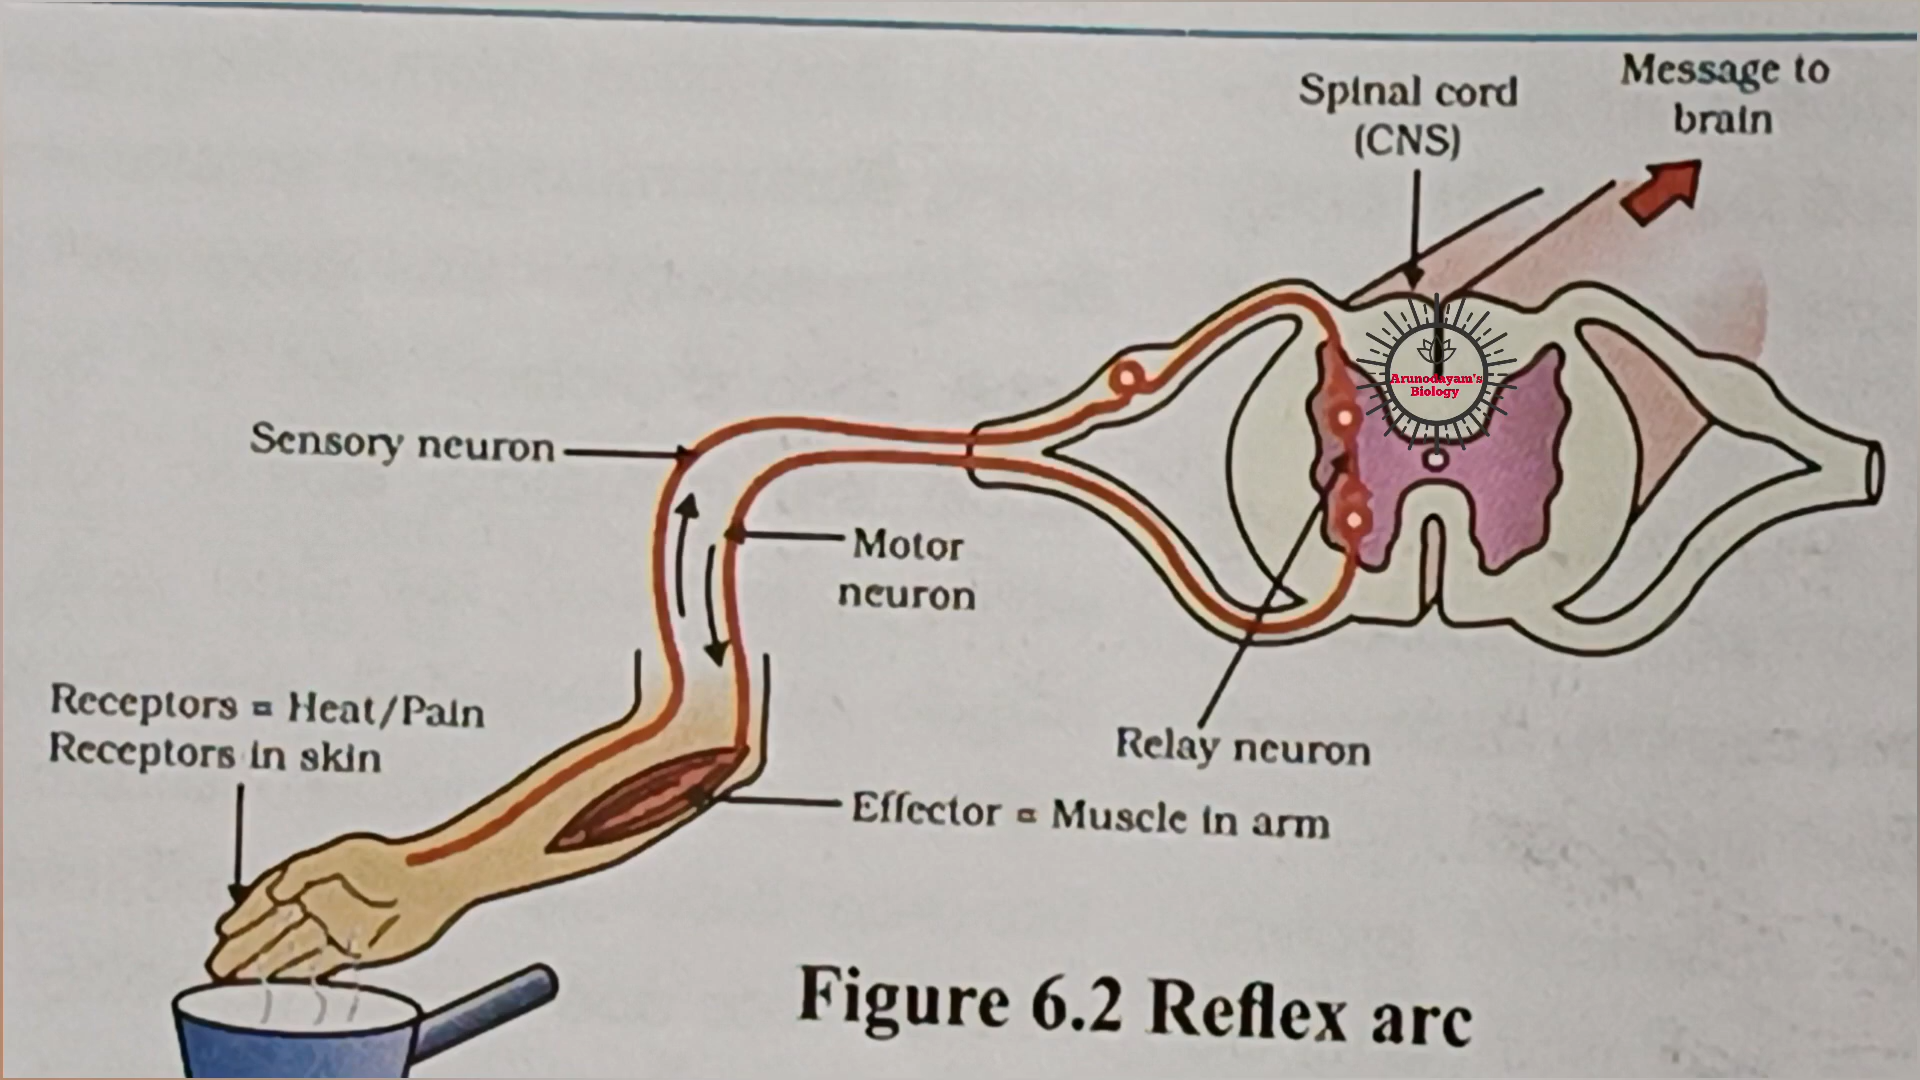 Spinal cord
(CNS)
Message to
brain
Arunodayam's
Biology
Sensory neuron
Motor
neuron
Receptors = Heat/Pain
Receptors in skin
Relay neuron
Effector = Muscle in arm
Figure 6.2 Reflex arc